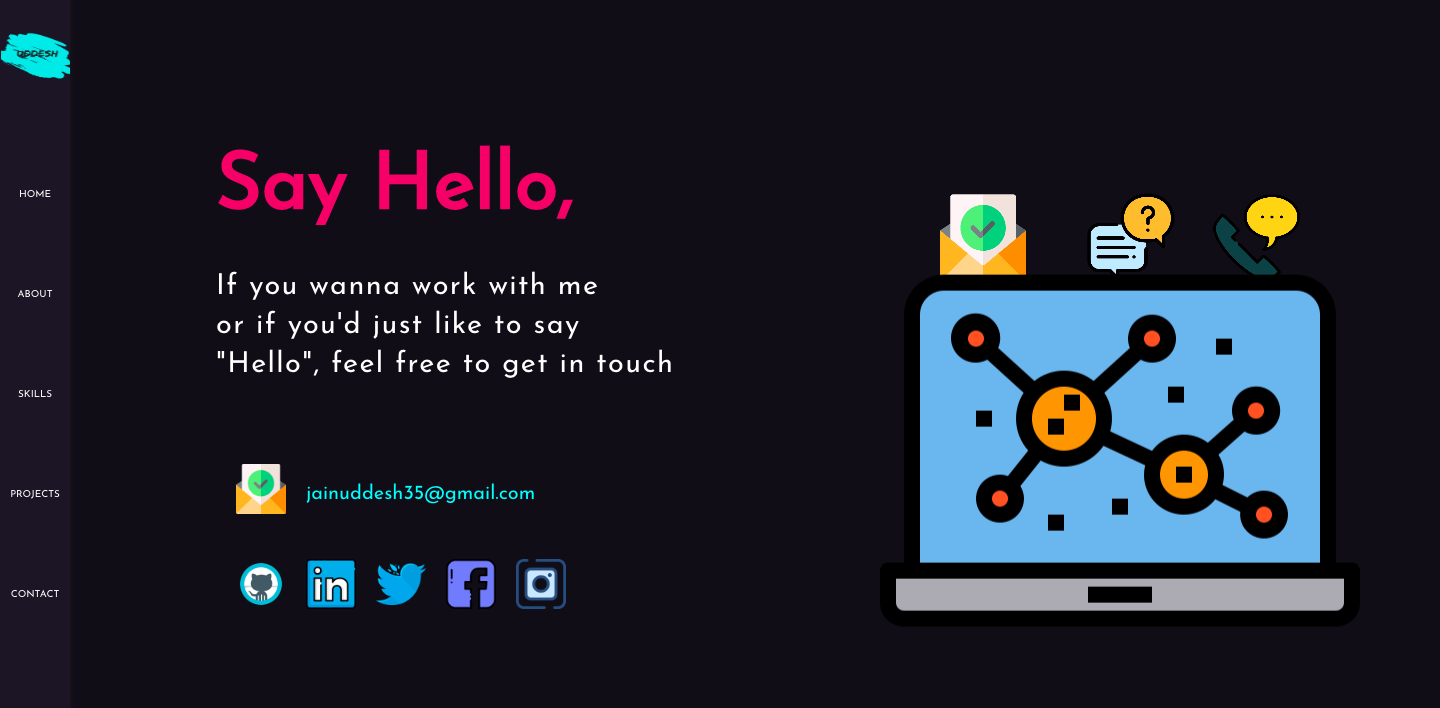 UDDESH
HOME
ABOUT
SKILLS
PROJECTS
CONTACT
Say Hello,
If you wanna work with me
or if you'd just like to say
"Hello", feel free to get in touch
jainuddesh35@gmail.com
in
?